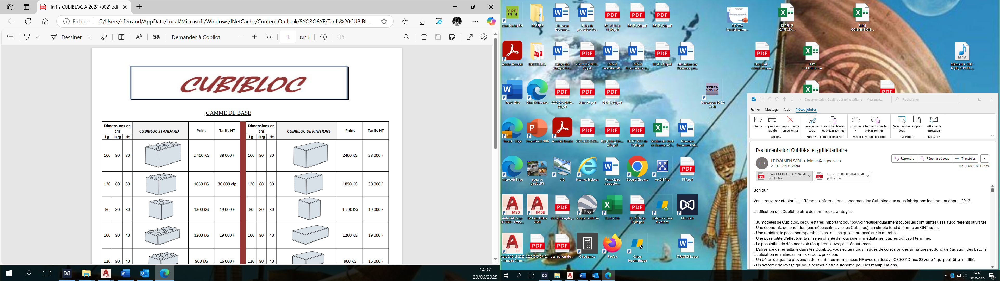 Tarifs CUBIBLOC A 2024 (002).pdf
Fichier
C:/Users/r.ferrand/AppData/Local/Microsoft/Windows/INetCache/Content.Outlook/5YO3O6YE/Tarifs%20CUBIBL...
Dessiner
Demander à Copilot
1 sur 1
CUBIBLOC
GAMME DE BASE
Dimensions en cm CUBIBLOC STANDARD Poids Tarifs HT Dimensions en cm CUBIBLOC DE FINITIONS Poids Tarifs HT
Lg Larg Ht Lg Larg Ht
160 80 80 2 400 KG 38 000 F 160 80 80 2400 KG 38 000 F
120 80 80 1850 KG 30 000 cfp 120 80 80 1850 KG 30 000 F
80 80 80 1200 KG 19 000 F 80 80 80 1 200 KG 19 000 F
160 80 40 1200 KG 19 000 F 160 80 40 1200 KG 19 000 F
120 80 40 900 KG 16 000 F 120 80 40 900 KG 16 000 F
14:37
20/06/2025
Mon Portail RH
DOSSIER
Nouveau Docume...
Fiche de procédure Pa...
BC 2111 du 11_06.pdf
DEVIS (33).pdf
DEVIS (34).pdf
2400709 Sensibilisation...
DEPENSE CARBURA...
SUIVI CONVENTION...
Adobe Acrobat
RACCOURCI
Cahier des charges Pre...
20250506-0910... (1).pdf
250528 Procédure d'...
250528 Procédure de tr...
DEVIS (35).pdf
attestation sur l'honneur per...
Note DAF - critères et pon...
SUIVI COURRIER.xlsx
MAMAN A OUÉ - 12_08_2019 09.0...
Word 2016
Dim BV Internet
20250506-0910... (2).pdf
Astre GF.pdf
DEVIS (32).pdf
TERRA VISION 3D
Terravision 3D 3.0 (x64)
Travail - Edge
PowerPoint 2016
Acrobat Reader
20250403-2233...
Rpt_Fiche_Circ... (22).pdf
BC N° 2227 du 17_06.pdf
Gestion du stock de Koumac (20...
Nouveau Document Mi...
Microsoft Edge
page de garde.JPG
SIG
Internet Explorer
Formulaire derogatoi...
Google Chrome
ArcGIS Pro
FTP.pdf
AutoCAD Map 3D 2020 - Franç...
IM Data Editor 2020
Google Earth Pro
Excel 2016
BC 2228 du 17_06.pdf
Editeur de Base d'Articles
MiCollab
AutoCAD LT 2020 - Français (Fren...
20250506-0910...
declaration_de_...
Calculatrice
Firefox
Calcul Topométrique
STRATEGIE.docx
Documentation Cubibloc et grille tarifaire - Message (...
Rechercher
Fichier Message Aide Pièces jointes
Ouvrir
Impression rapide
Supprimer la pièce jointe
Enregistrer sous
Enregistrer toutes les pièces jointes
Charger
Charger toutes les pièces jointes
Sélectionner tout
Copier
Afficher le message
Actions
Enregistrer sur l'ordinateur
Enregistrer dans le cloud
Sélection
Message
Documentation Cubibloc et grille tarifaire
LD
LE DOLMEN SARL <dolmen@lagoon.nc>
À FERRAND Richard
Répondre
Répondre à tous
Transférer
mar. 05/03/2024 07:55
Tarifs CUBIBLOC A 2024.pdf
.pdf Fichier
Tarifs CUBIBLOC 2024 B.pdf
.pdf Fichier
Bonjour,
Vous trouverez ci-joint les différentes informations concernant les Cubibloc que nous fabriquons localement depuis 2013.
L'utilisation des Cubibloc offre de nombreux avantages :
- 36 modèles de Cubibloc, ce qui est très important pour pouvoir réaliser quasiment toutes les contraintes liées aux différents ouvrages.
- Une économie de fondation (pas nécessaire avec les Cubibloc), un simple fond de forme en GNT suffit.
- Une rapidité de pose incomparable avec tous ce qui est proposé sur le marché.
- Une possibilité d'effectuer la mise en charge de l'ouvrage immédiatement après qu'il soit terminer.
- La possibilité de déplacer voir récupérer l'ouvrage ultérieurement.
- L'absence de ferraillage dans les Cubibloc vous évitera tous risques de corrosion des armatures et donc dégradation des bétons.
L'utilisation en milieux marins et donc possible.
- Un béton de qualité provenant des centrales normalisées NF avec un dosage C30/37 Dmax S3 zone 1 qui peut-être modifié.
- Un système de levage qui vous permet d'être autonome pour les manipulations.
14:37
20/06/2025